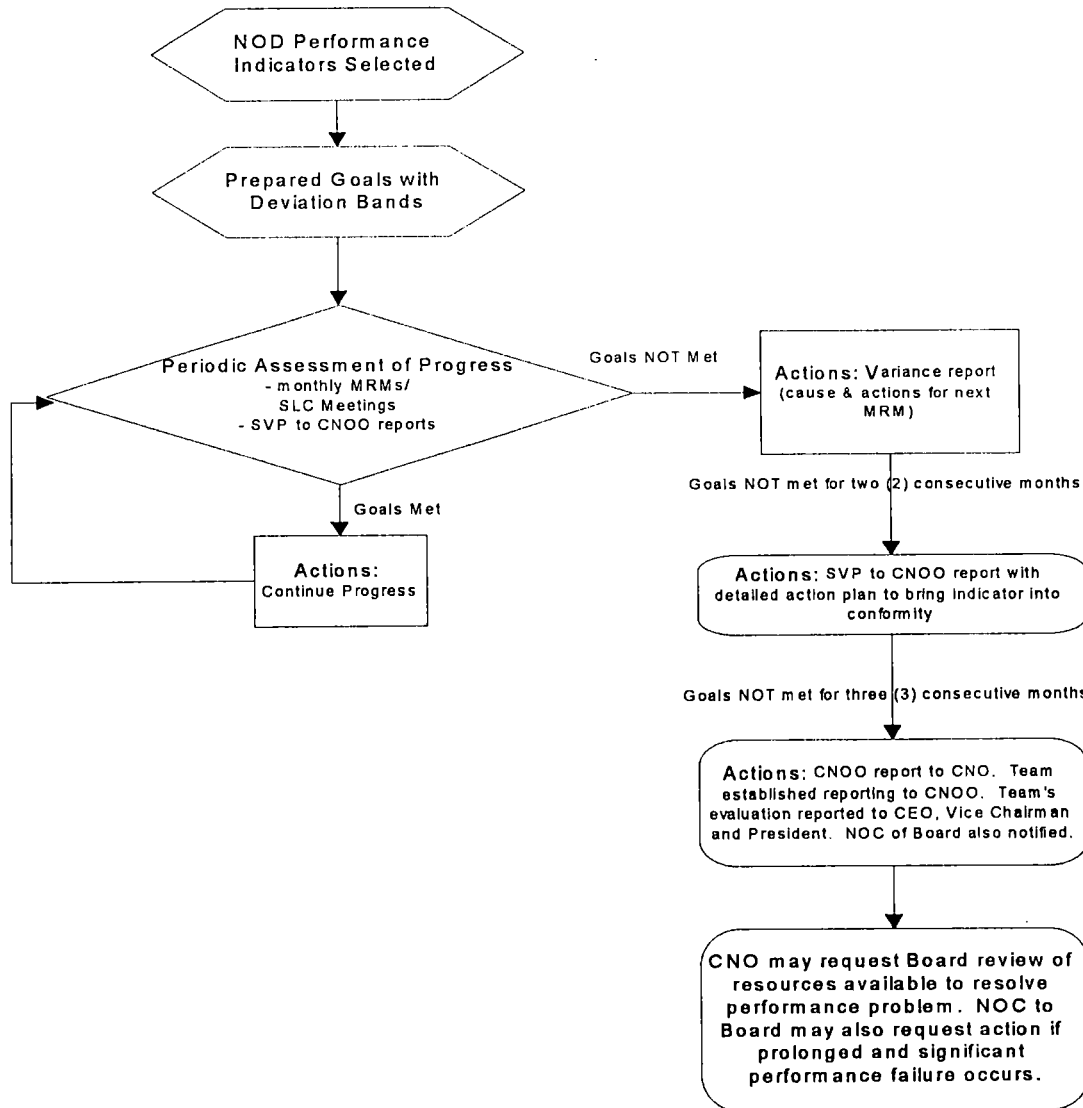 NOD Performance
Indicators Selected
Prepared Goals with
Deviation Bands
Periodic Assessment of Progress
- monthly MRMs/
SLC Meetings
- SVP to CNOO reports
Goals NOT Met
Actions: Variance report
(cause & actions for next
MRM)
Goals Met
Actions:
Continue Progress
Goals NOT met for two (2) consecutive months
Actions: SVP to CNOO report with
detailed action plan to bring indicator into
conformity
Goals NOT met for three (3) consecutive months
Actions: CNOO report to CNO. Team
established reporting to CNOO. Team's
evaluation reported to CEO, Vice Chairman
and President. NOC of Board also notified.
CNO may request Board review of
resources available to resolve
performance problem. NOC to
Board may also request action if
prolonged and significant
performance failure occurs.